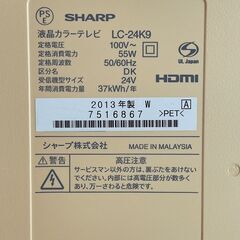 PS
E
SHARP
液晶カラーテレビ LC-24K9
定格電圧 100V~
定格消費電力 55W
定格周波数 50/60Hz
区分名 DK
受信機型サイズ 24V
年間消費電力量 37kWh/年
UL Japan
HDMI
2013年製 W
7516867
A
>PET<
シャープ株式会社 MADE IN MALAYSIA
高圧注意
サービスマン以外の方は、裏ぶたをあけないで
ください。内部には高電圧部分が数多く
あり、万一さわると危険です。